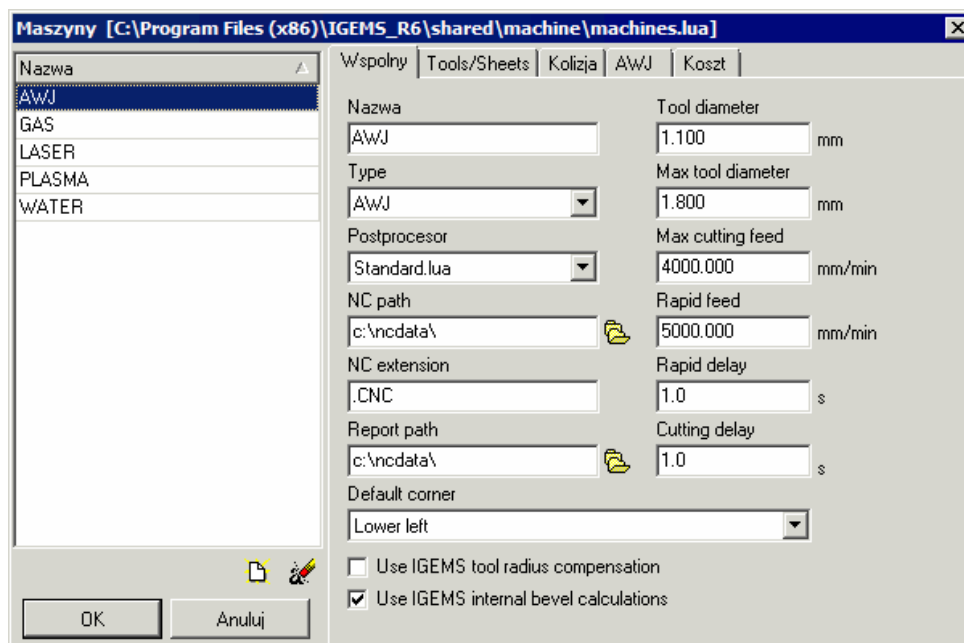 Maszyny [C:\Program Files (x86)\IGEMS_R6\shared\machine\machines.lua]
Nazwa
AWJ
GAS
LASER
PLASMA
WATER
OK
Anuluj
Wspolny Tools/Sheets Kolizja AWJ Koszt
Nazwa
AWJ
Type
AWJ
Postprocesor
Standard.lua
NC path
c:\ncdata\
NC extension
.CNC
Report path
c:\ncdata\
Tool diameter
1.100 mm
Max tool diameter
1.800 mm
Max cutting feed
4000.000 mm/min
Rapid feed
5000.000 mm/min
Rapid delay
1.0 s
Cutting delay
1.0 s
Default corner
Lower left
Use IGEMS tool radius compensation
Use IGEMS internal bevel calculations